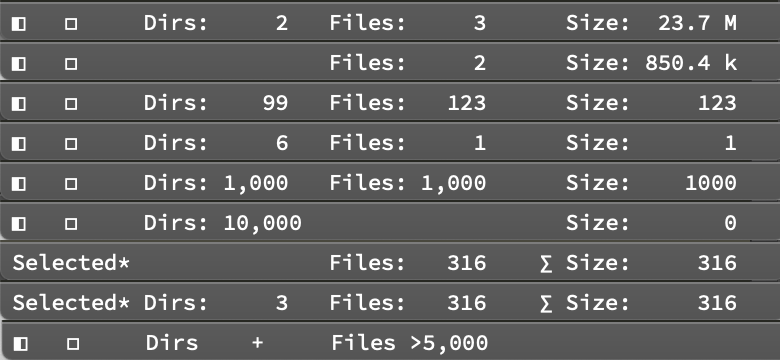 ◧ □ Dirs: 2 Files: 3 Size: 23.7 M
◧ □ Files: 2 Size: 850.4 k
◧ □ Dirs: 99 Files: 123 Size: 123
◧ □ Dirs: 6 Files: 1 Size: 1
◧ □ Dirs: 1,000 Files: 1,000 Size: 1000
◧ □ Dirs: 10,000 Size: 0
Selected* Files: 316 ∑ Size: 316
Selected* Dirs: 3 Files: 316 ∑ Size: 316
◧ □ Dirs + Files >5,000